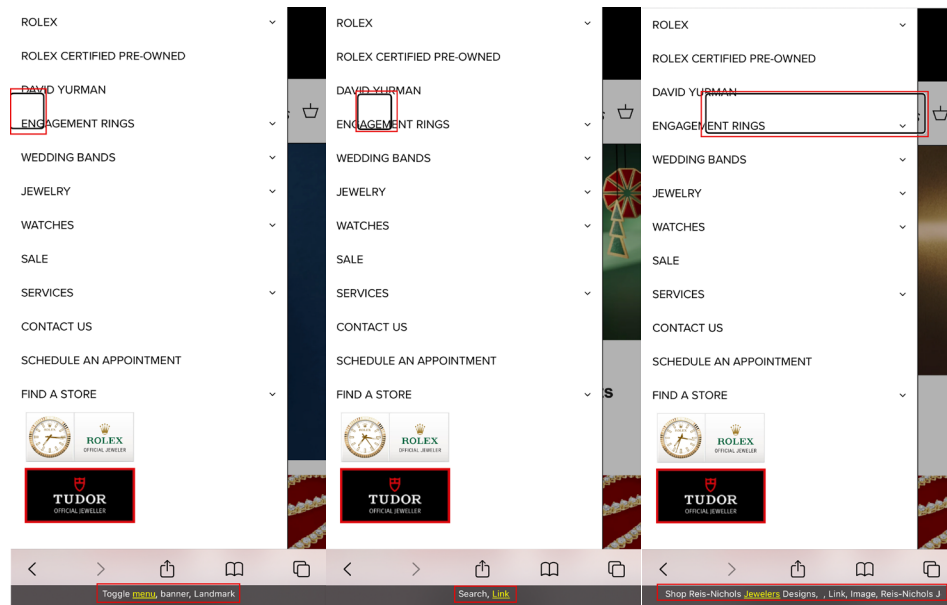 ROLEX
ROLEX CERTIFIED PRE-OWNED
DAVID YURMAN
ENGAGEMENT RINGS
WEDDING BANDS
JEWELRY
WATCHES
SALE
SERVICES
CONTACT US
SCHEDULE AN APPOINTMENT
FIND A STORE
ROLEX
OFFICIAL JEWELER
TUDOR
OFFICIAL JEWELLER
Toggle menu, banner, Landmark
ROLEX
ROLEX CERTIFIED PRE-OWNED
DAVID YURMAN
ENGAGEMENT RINGS
WEDDING BANDS
JEWELRY
WATCHES
SALE
SERVICES
CONTACT US
SCHEDULE AN APPOINTMENT
FIND A STORE
s
ROLEX
OFFICIAL JEWELER
TUDOR
OFFICIAL JEWELLER
Search, Link
ROLEX
ROLEX CERTIFIED PRE-OWNED
DAVID YURMAN
ENGAGEMENT RINGS
WEDDING BANDS
JEWELRY
WATCHES
SALE
SERVICES
CONTACT US
SCHEDULE AN APPOINTMENT
FIND A STORE
ROLEX
OFFICIAL JEWELER
TUDOR
OFFICIAL JEWELLER
Shop Reis-Nichols Jewelers Designs, , Link, Image, Reis-Nichols J